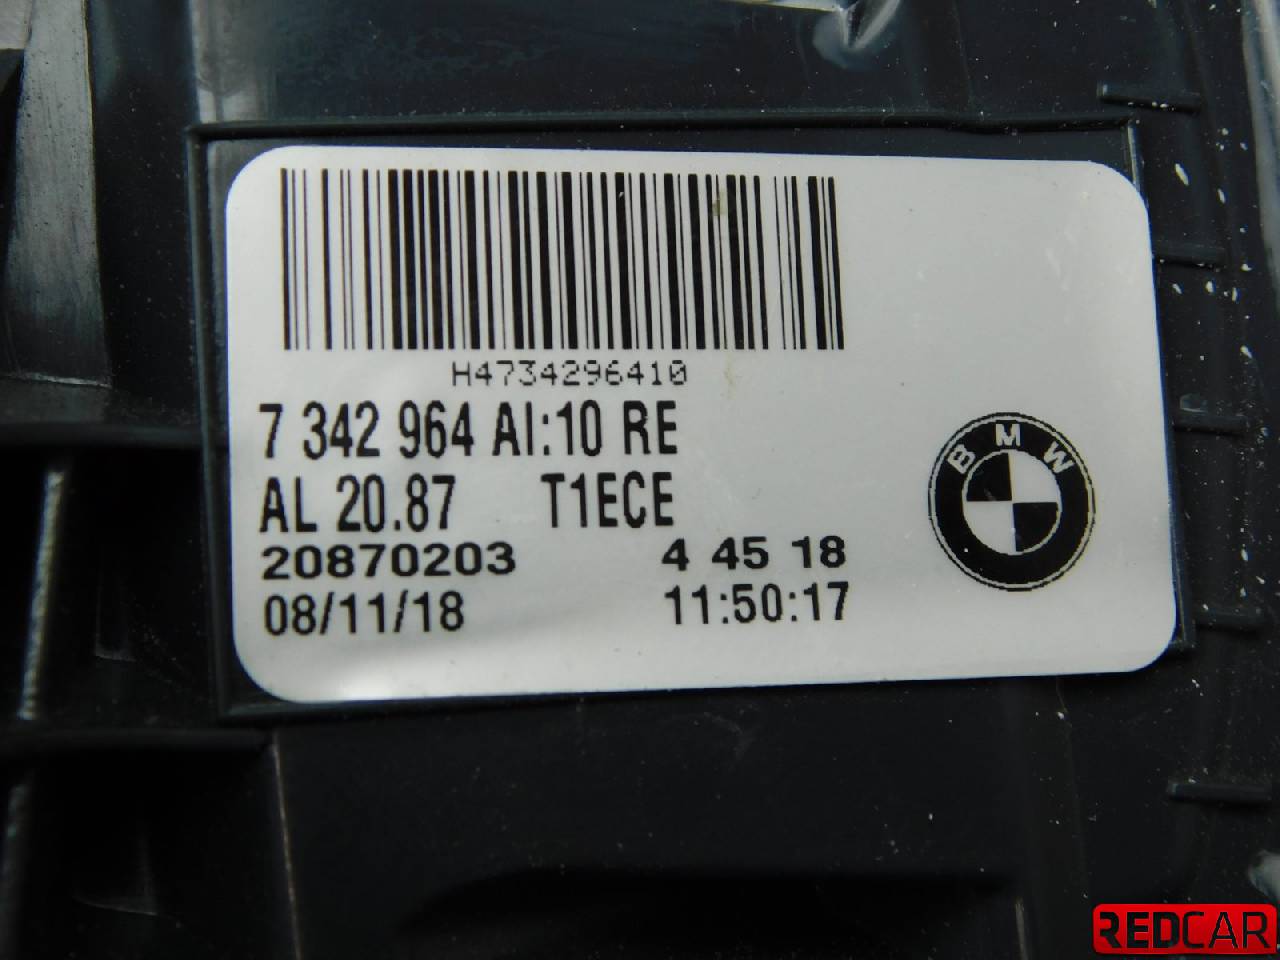 H4734296410
7 342 964 AI:10 RE
AL 20.87 T1ECE
20870203 4 45 18
08/11/18 11:50:17
BMW
REDCAR